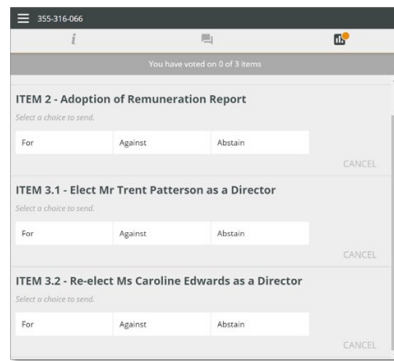 355-316-066
i
You have voted on 0 of 3 items
ITEM 2 - Adoption of Remuneration Report
Select a choice to send.
For Against Abstain
CANCEL
ITEM 3.1 - Elect Mr Trent Patterson as a Director
Select a choice to send.
For Against Abstain
CANCEL
ITEM 3.2 - Re-elect Ms Caroline Edwards as a Director
Select a choice to send.
For Against Abstain
CANCEL